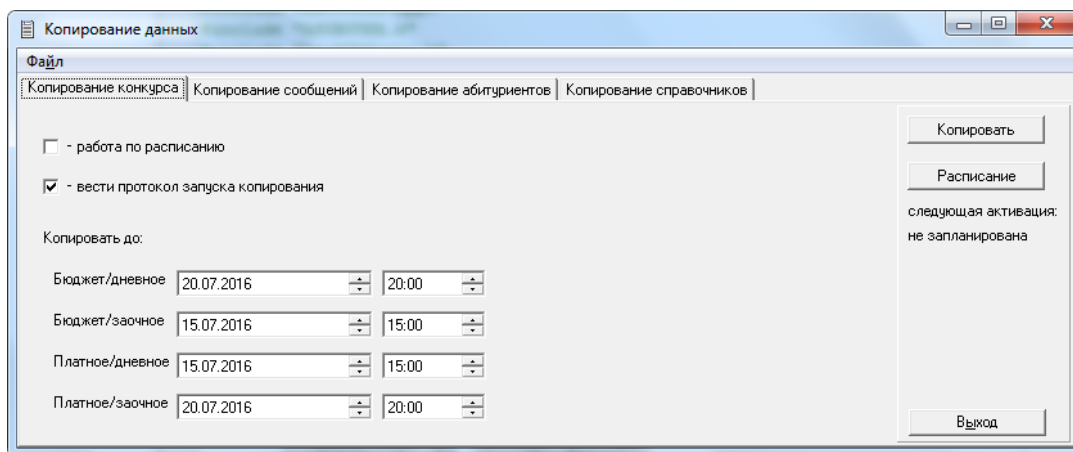 Копирование данных
Файл
Копирование конкурса Копирование сообщений Копирование абитуриентов Копирование справочников
- работа по расписанию
- вести протокол запуска копирования
Копировать до:
Бюджет/дневное 20.07.2016 20:00
Бюджет/заочное 15.07.2016 15:00
Платное/дневное 15.07.2016 15:00
Платное/заочное 20.07.2016 20:00
Копировать
Расписание
следующая активация:
не запланирована
Выход